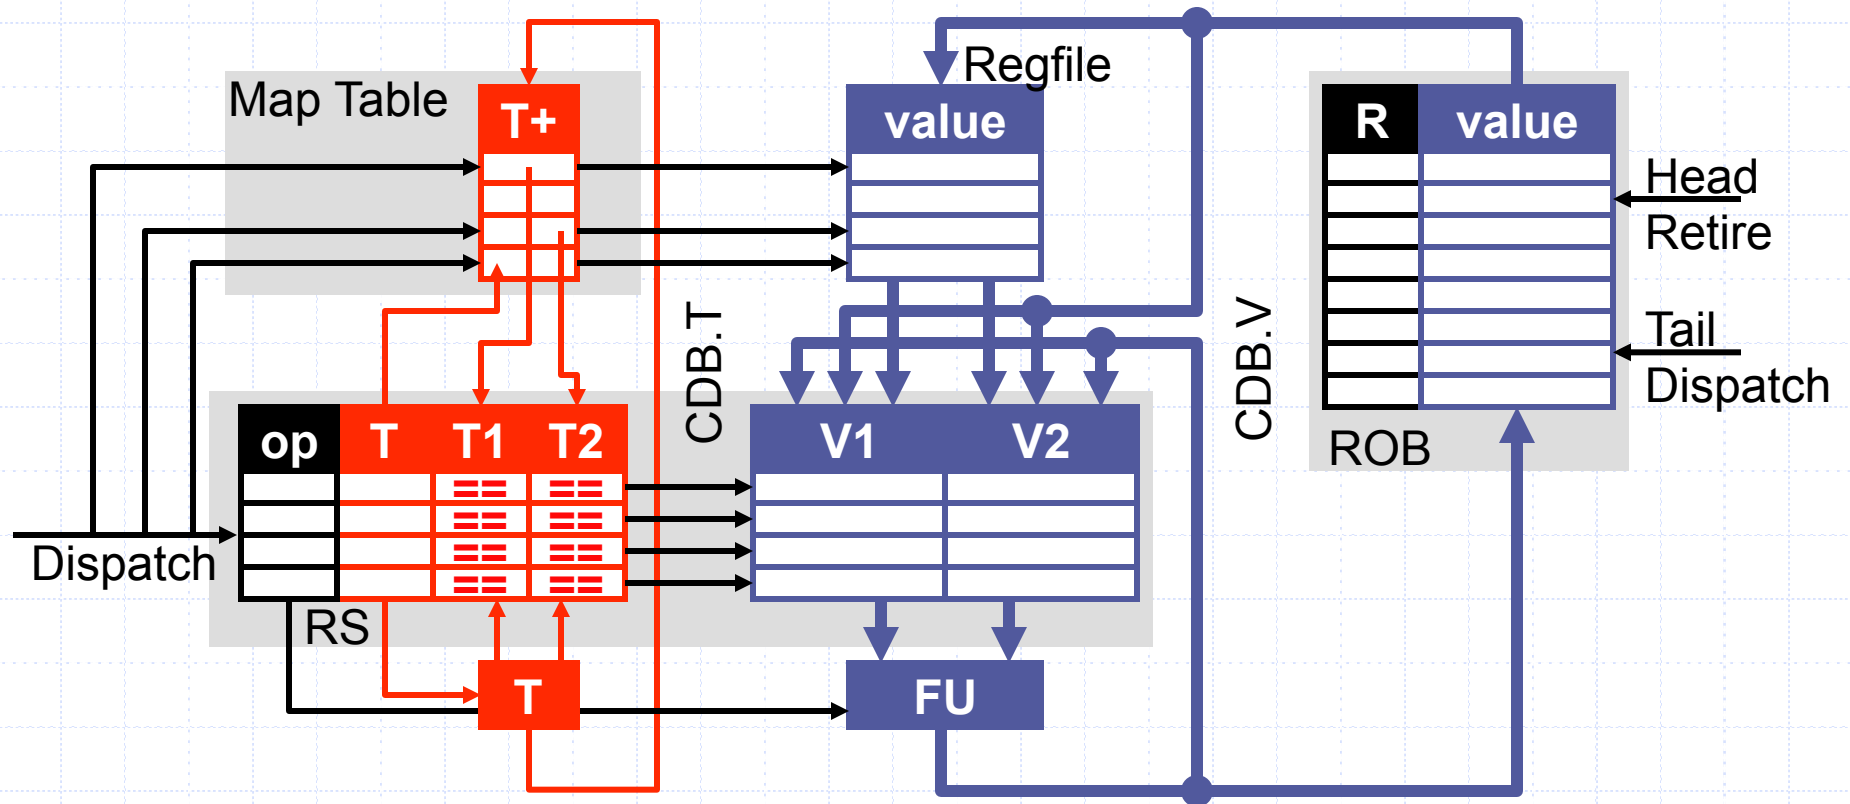 Map Table
T+
Regfile
value
R
value
Head
Retire
Tail
Dispatch
ROB
CDB.T
CDB.V
op
T
T1
T2
V1
V2
==
==
==
==
==
==
==
==
Dispatch
RS
T
FU